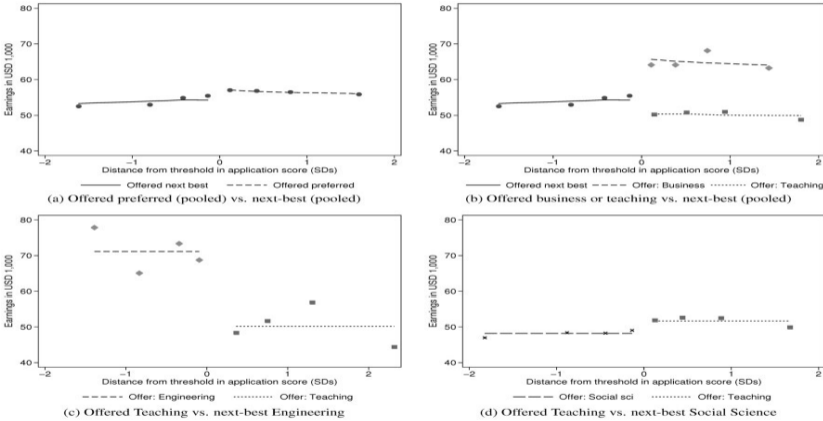 80
70
60
50
40
Earnings in USD 1,000
−2 −1 0 1 2
Distance from threshold in application score (SDs)
Offered next best Offered preferred
(a) Offered preferred (pooled) vs. next-best (pooled)
80
70
60
50
40
Earnings in USD 1,000
−2 −1 0 1 2
Distance from threshold in application score (SDs)
Offered next best Offer: Business Offer: Teaching
(b) Offered business or teaching vs. next-best (pooled)
80
70
60
50
40
Earnings in USD 1,000
−2 −1 0 1 2
Distance from threshold in application score (SDs)
Offer: Engineering Offer: Teaching
(c) Offered Teaching vs. next-best Engineering
80
70
60
50
40
Earnings in USD 1,000
−2 −1 0 1 2
Distance from threshold in application score (SDs)
Offer: Social sci Offer: Teaching
(d) Offered Teaching vs. next-best Social Science